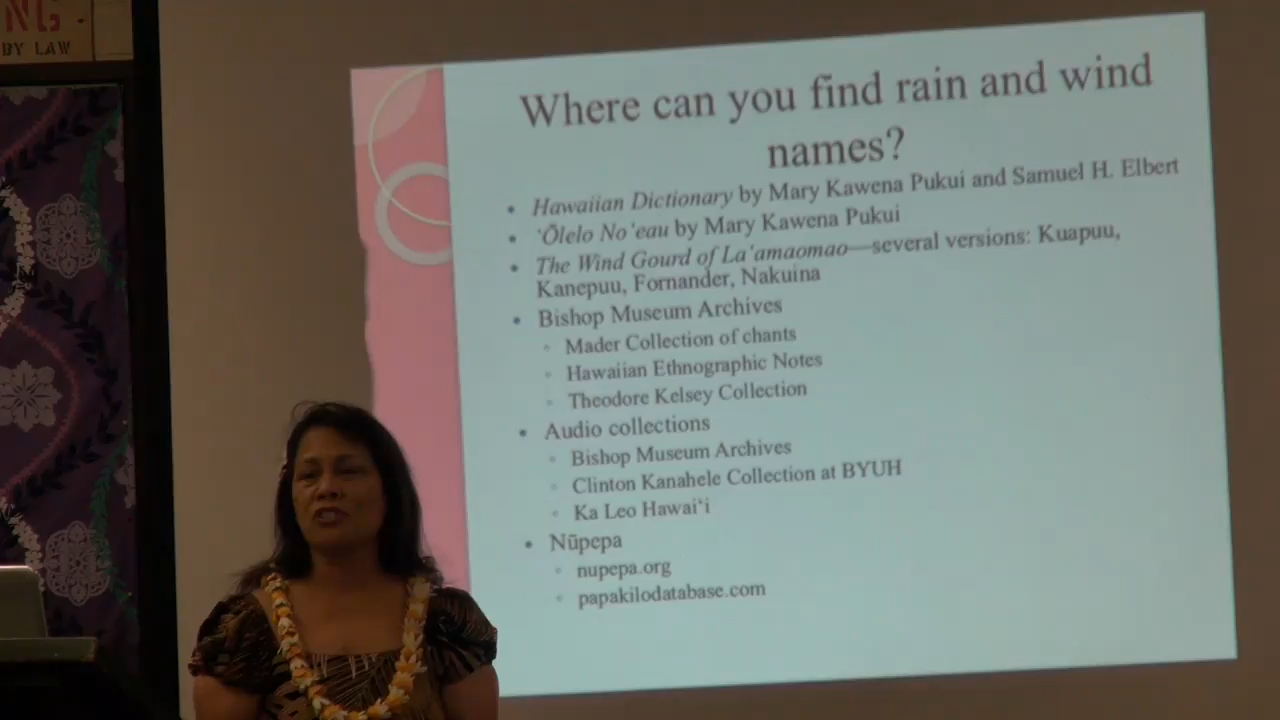 NG
BY LAW
Where can you find rain and wind
names?
• Hawaiian Dictionary by Mary Kawena Pukui and Samuel H. Elbert
• ʻŌlelo Noʻeau by Mary Kawena Pukui
• The Wind Gourd of Laʻamaomao—several versions: Kuapuu,
Kanepuu, Fornander, Nakuina
• Bishop Museum Archives
◦ Mader Collection of chants
◦ Hawaiian Ethnographic Notes
◦ Theodore Kelsey Collection
• Audio collections
◦ Bishop Museum Archives
◦ Clinton Kanahele Collection at BYUH
◦ Ka Leo Hawaiʻi
• Nūpepa
◦ nupepa.org
◦ papakilodatabase.com